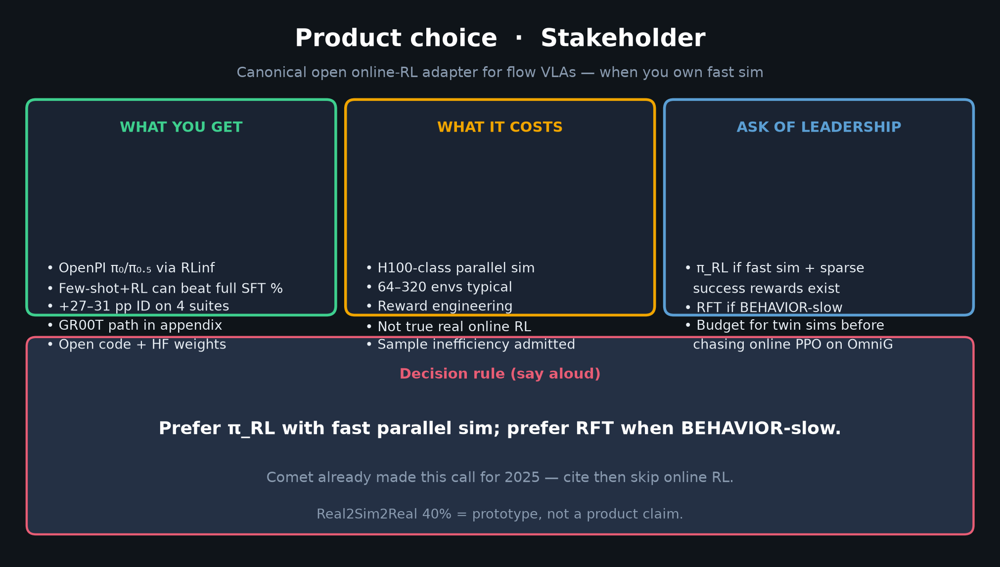 Product choice · Stakeholder
Canonical open online-RL adapter for flow VLAs — when you own fast sim
WHAT YOU GET
• OpenPI π₀/π₀.₅ via RLinf
• Few-shot+RL can beat full SFT %
• +27–31 pp ID on 4 suites
• GR00T path in appendix
• Open code + HF weights
WHAT IT COSTS
• H100-class parallel sim
• 64–320 envs typical
• Reward engineering
• Not true real online RL
• Sample inefficiency admitted
ASK OF LEADERSHIP
• π_RL if fast sim + sparse
success rewards exist
• RFT if BEHAVIOR-slow
• Budget for twin sims before
chasing online PPO on OmniG
Decision rule (say aloud)
Prefer π_RL with fast parallel sim; prefer RFT when BEHAVIOR-slow.
Comet already made this call for 2025 — cite then skip online RL.
Real2Sim2Real 40% = prototype, not a product claim.